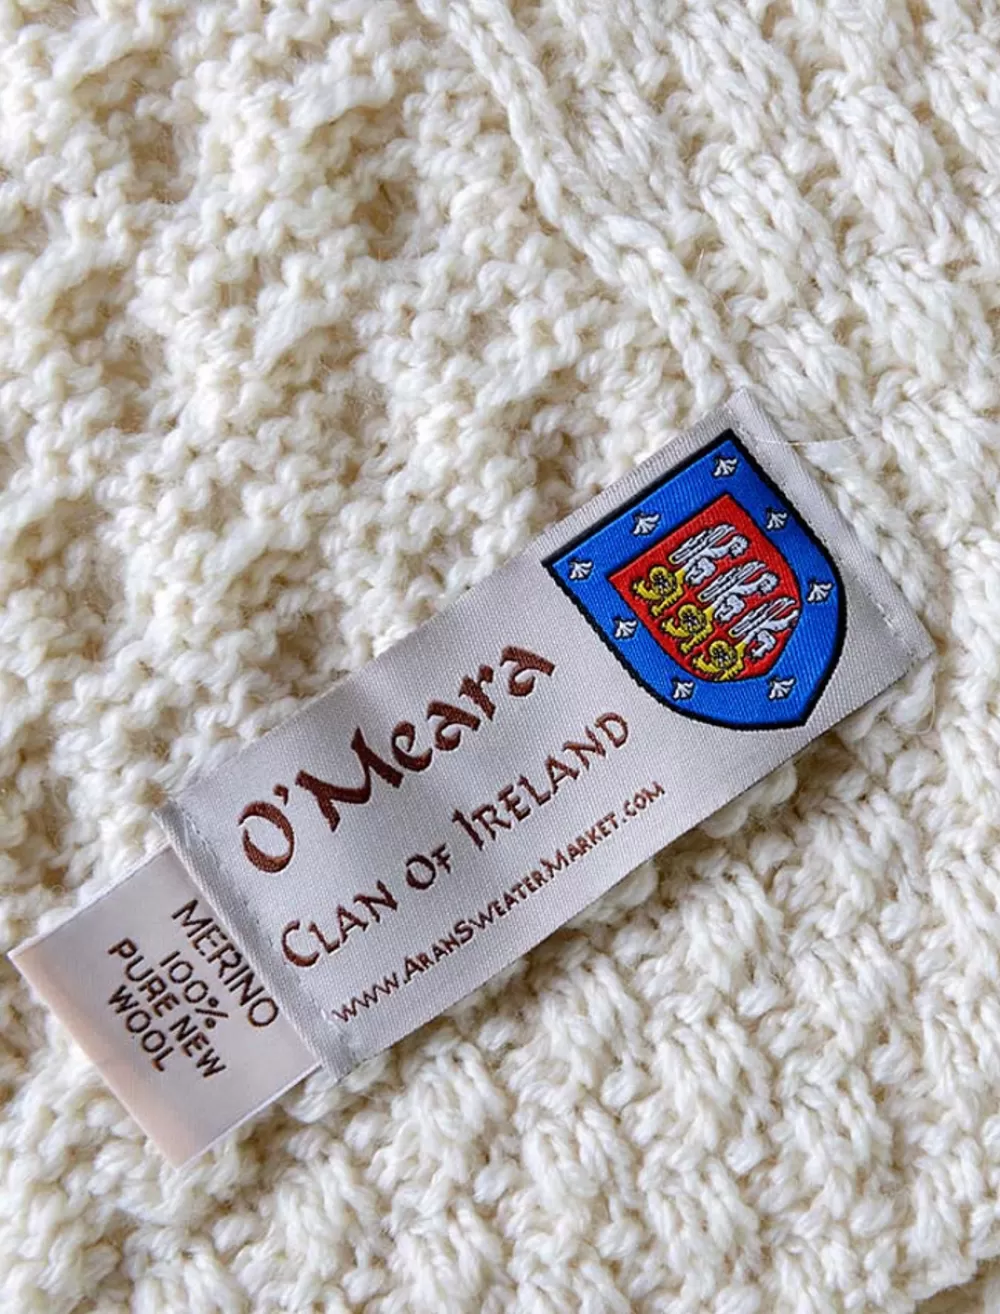 O'Meara
Clan Of Ireland
www.AranSweaterMarket.com
MERINO
100%
PURE NEW
WOOL